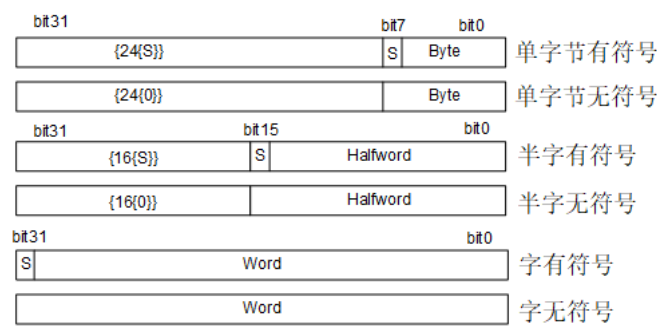 bit31 bit7 bit0
{24{S}} S Byte 单字节有符号
{24{0}} Byte 单字节无符号
bit31 bit15 bit0
{16{S}} S Halfword 半字有符号
{16{0}} Halfword 半字无符号
bit31 bit0
S Word 字有符号
Word 字无符号